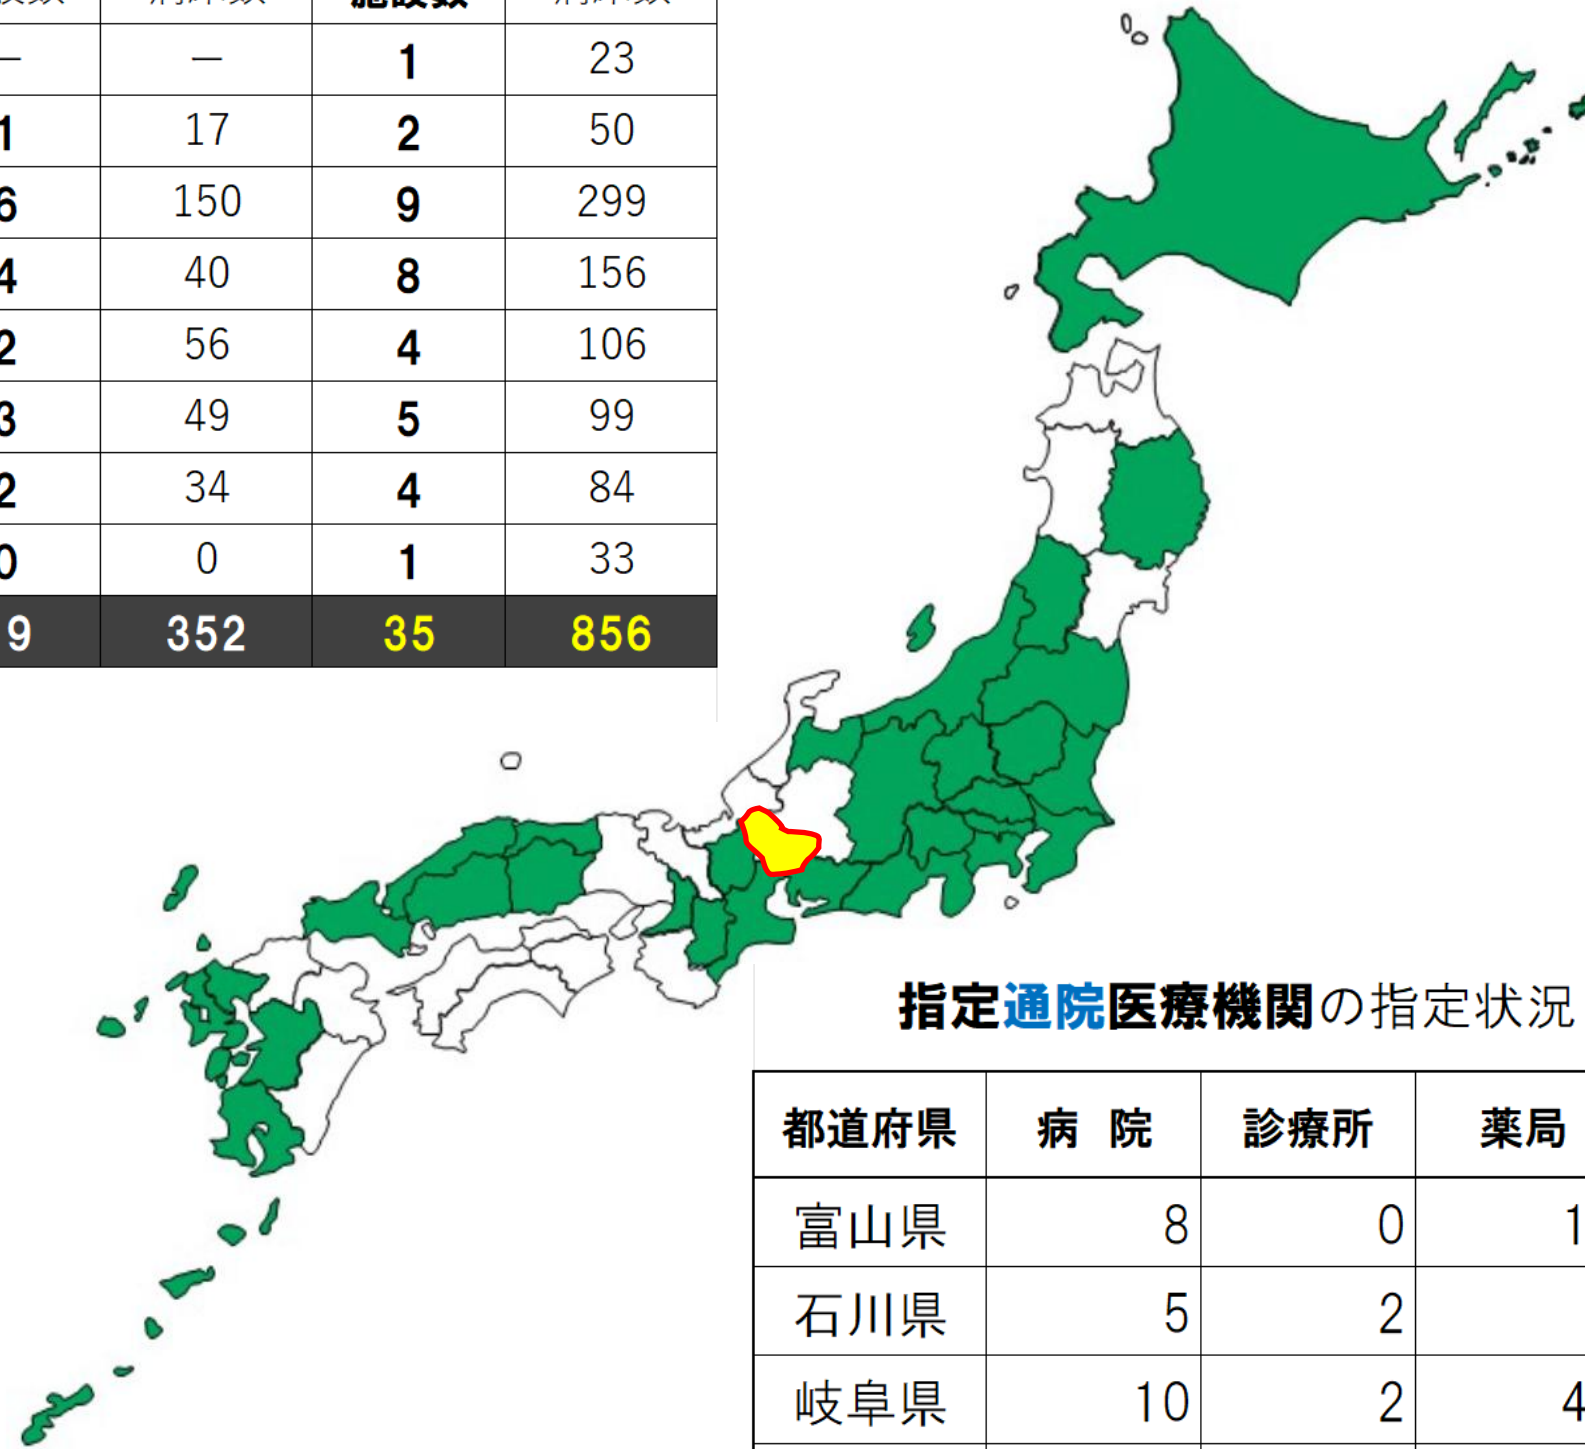 施設数
— — 1 23
1 17 2 50
6 150 9 299
4 40 8 156
2 56 4 106
3 49 5 99
2 34 4 84
0 0 1 33
9 352 35 856
指定通院医療機関の指定状況
都道府県 病 院 診療所 薬局
富山県 8 0 1
石川県 5 2
岐阜県 10 2 4